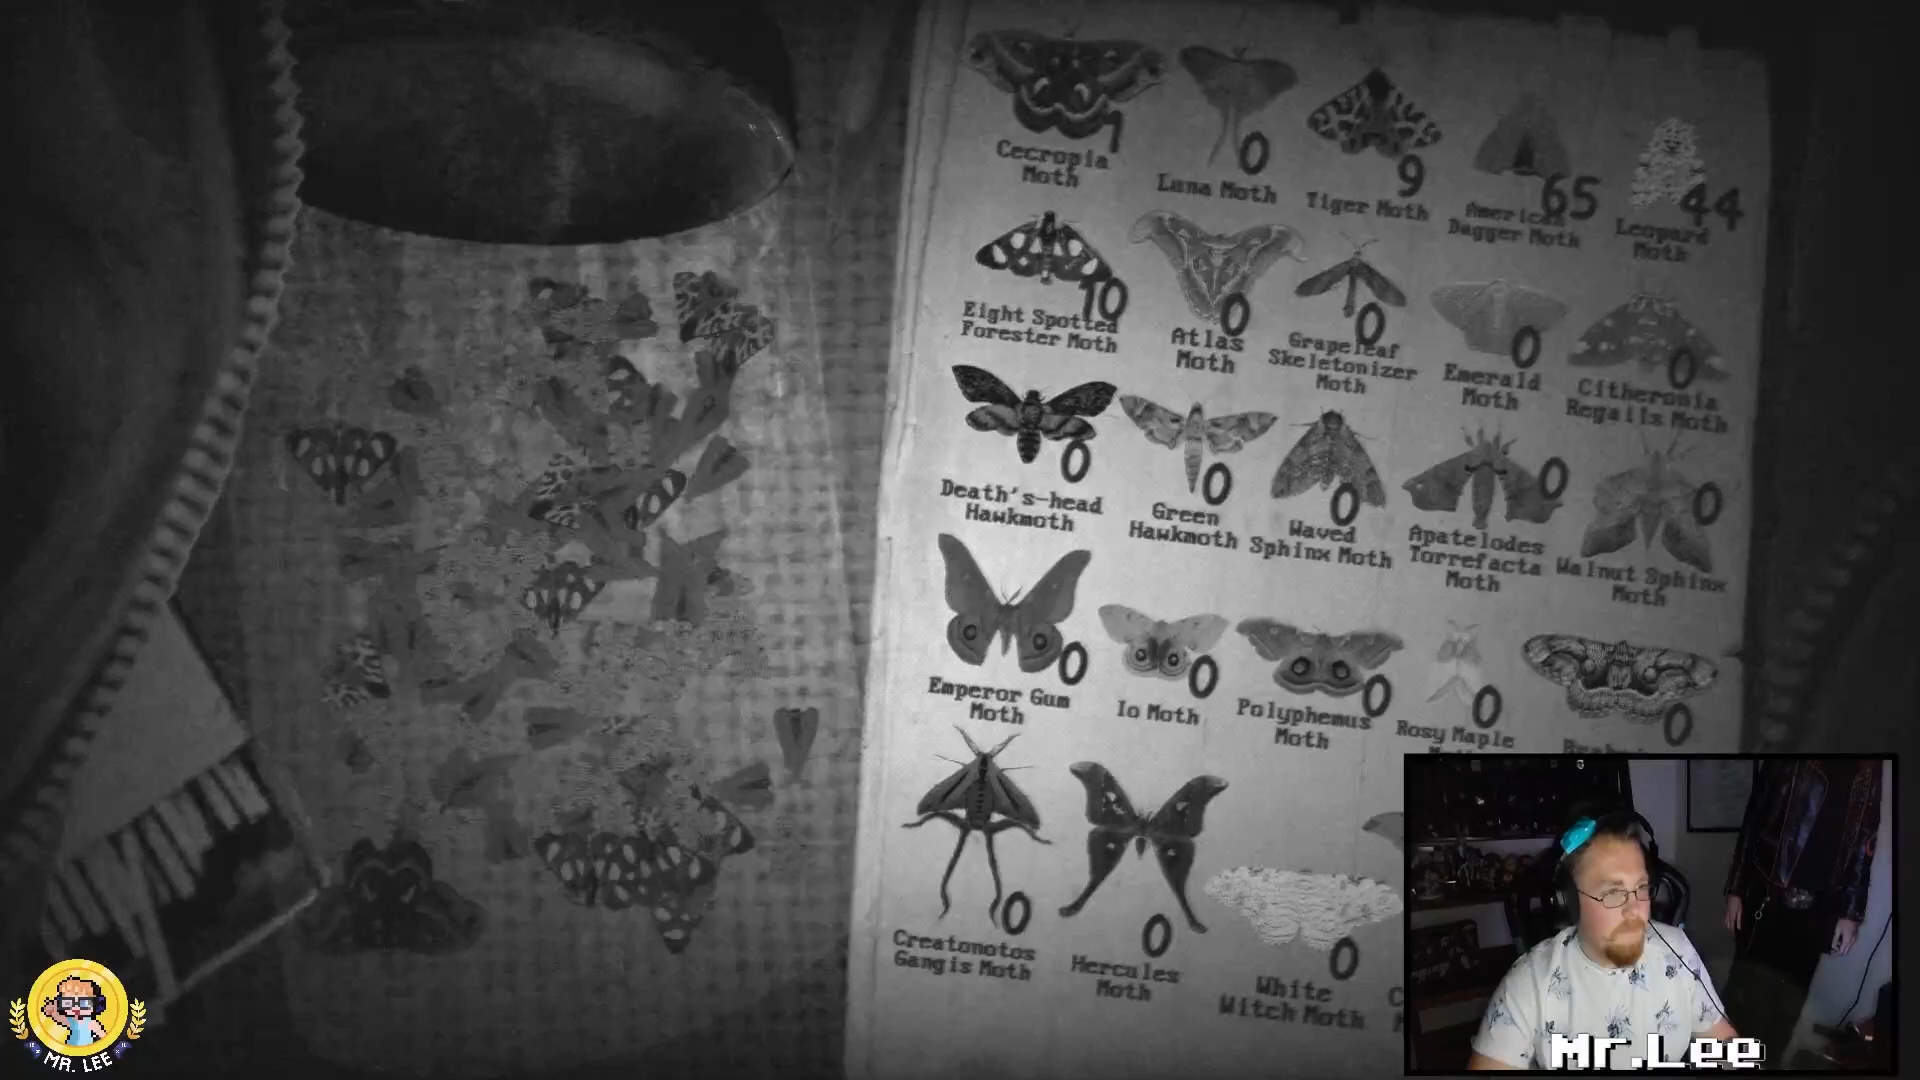 1
Cecropia
Moth
0
Luna Moth
9
Tiger Moth
65
American
Dagger Moth
44
Leopard
Moth
10
Eight Spotted
Forester Moth
0
Atlas
Moth
0
Grapeleaf
Skeletonizer
Moth
0
Emerald
Moth
0
Citheronia
Regalis Moth
0
Death's-head
Hawkmoth
0
Green
Hawkmoth
0
Waved
Sphinx Moth
0
Apatelodes
Torrefacta
Moth
0
Walnut Sphinx
Moth
0
Emperor Gum
Moth
0
Io Moth
0
Polyphemus
Moth
0
Rosy Maple
0
0
Creatonotos
Gangis Moth
0
Hercules
Moth
0
White
Witch Moth
MR. LEE
Mr.Lee